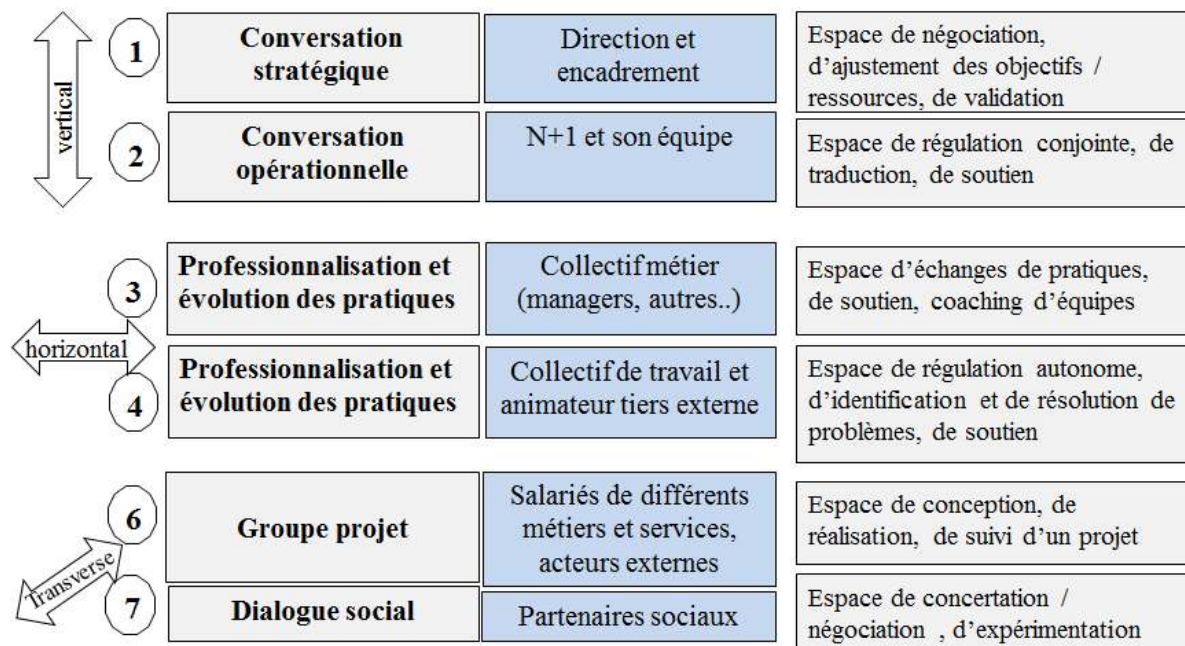 vertical
1
Conversation
stratégique
Direction et
encadrement
Espace de négociation,
d'ajustement des objectifs /
ressources, de validation
2
Conversation
opérationnelle
N+1 et son équipe
Espace de régulation conjointe, de
traduction, de soutien
horizontal
3
Professionnalisation et
évolution des pratiques
Collectif métier
(managers, autres..)
Espace d'échanges de pratiques,
de soutien, coaching d'équipes
4
Professionnalisation et
évolution des pratiques
Collectif de travail et
animateur tiers externe
Espace de régulation autonome,
d'identification et de résolution de
problèmes, de soutien
Transverse
6
Groupe projet
Salariés de différents
métiers et services,
acteurs externes
Espace de conception, de
réalisation, de suivi d'un projet
7
Dialogue social
Partenaires sociaux
Espace de concertation /
négociation , d'expérimentation